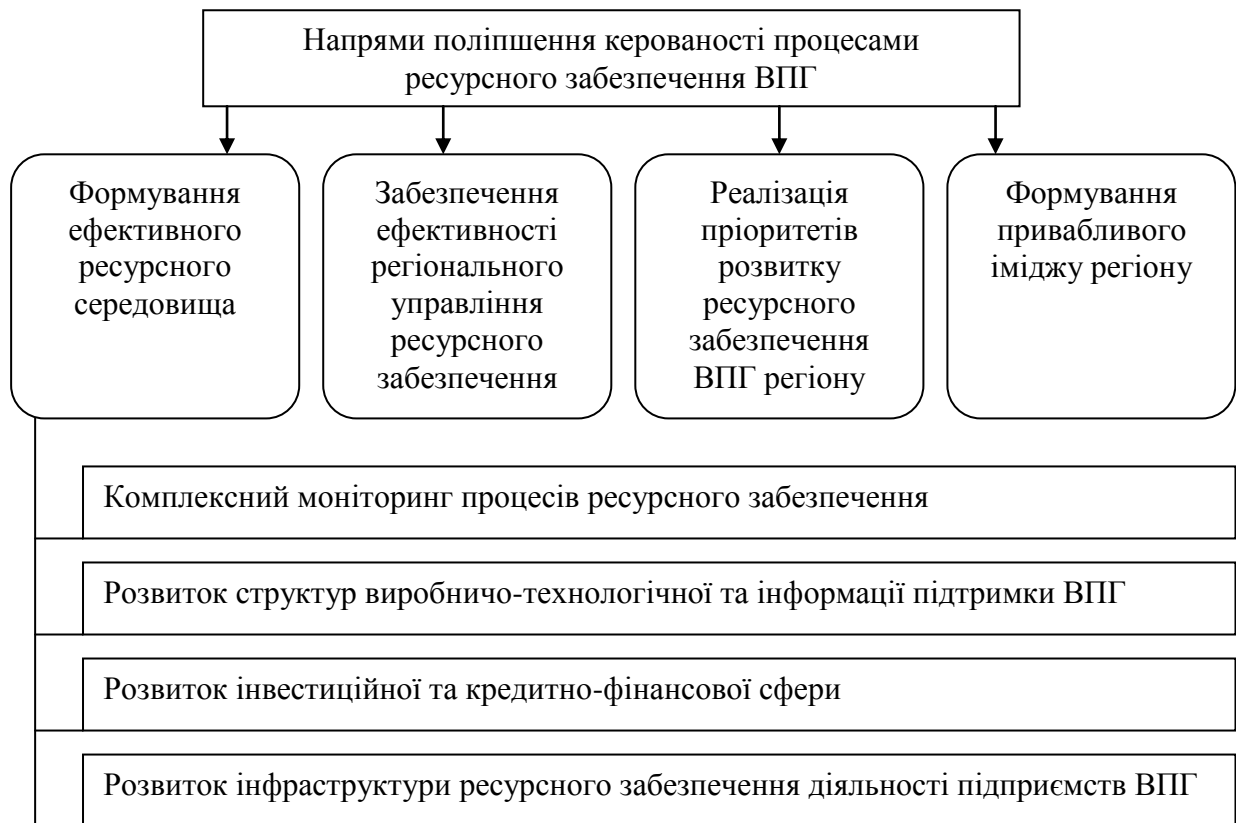 Напрями поліпшення керованості процесами
ресурсного забезпечення ВПГ
Формування
ефективного
ресурсного
середовища
Забезпечення
ефективності
регіонального
управління
ресурсного
забезпечення
Реалізація
пріоритетів
розвитку
ресурсного
забезпечення
ВПГ регіону
Формування
привабливого
іміджу регіону
Комплексний моніторинг процесів ресурсного забезпечення
Розвиток структур виробничо-технологічної та інформації підтримки ВПГ
Розвиток інвестиційної та кредитно-фінансової сфери
Розвиток інфраструктури ресурсного забезпечення діяльності підприємств ВПГ